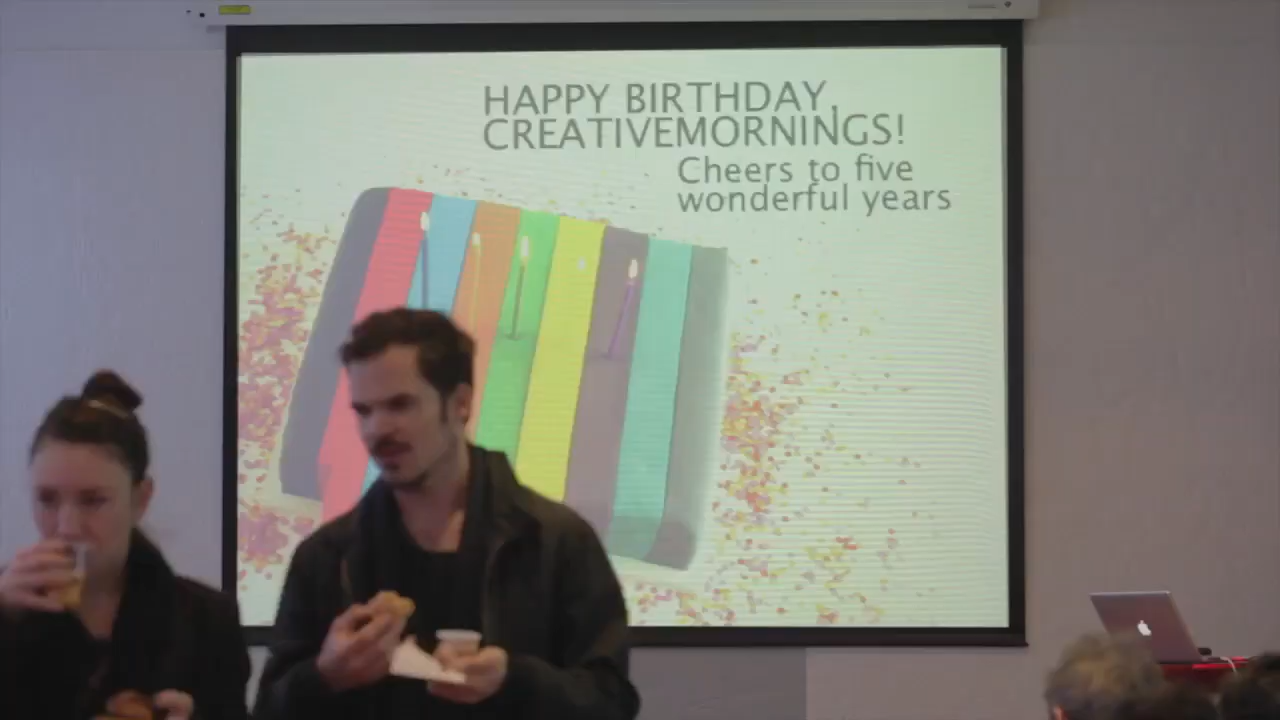 HAPPY BIRTHDAY,
CREATIVEMORNINGS!
Cheers to five
wonderful years